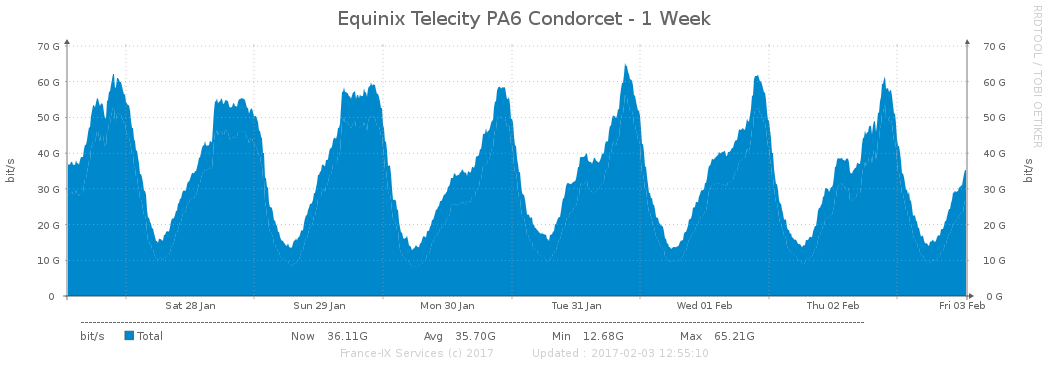 Equinix Telecity PA6 Condorcet - 1 Week
RRDTOOL / TOBI OETIKER
70 G 70 G
60 G 60 G
50 G 50 G
40 G 40 G
30 G 30 G
20 G 20 G
10 G 10 G
0 0 G
bit/s bit/s
Sat 28 Jan Sun 29 Jan Mon 30 Jan Tue 31 Jan Wed 01 Feb Thu 02 Feb Fri 03 Feb
bit/s Total Now 36.11G Avg 35.70G Min 12.68G Max 65.21G
France-IX Services (c) 2017 Updated : 2017-02-03 12:55:10